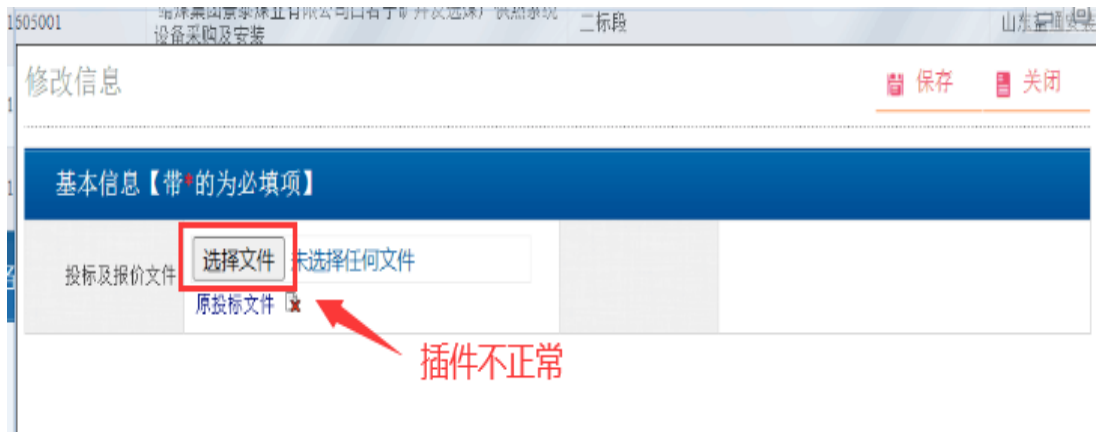 1605001
设备采购及安装
二标段
修改信息
保存
关闭
基本信息【带*的为必填项】
投标及报价文件
选择文件
未选择任何文件
原投标文件
插件不正常